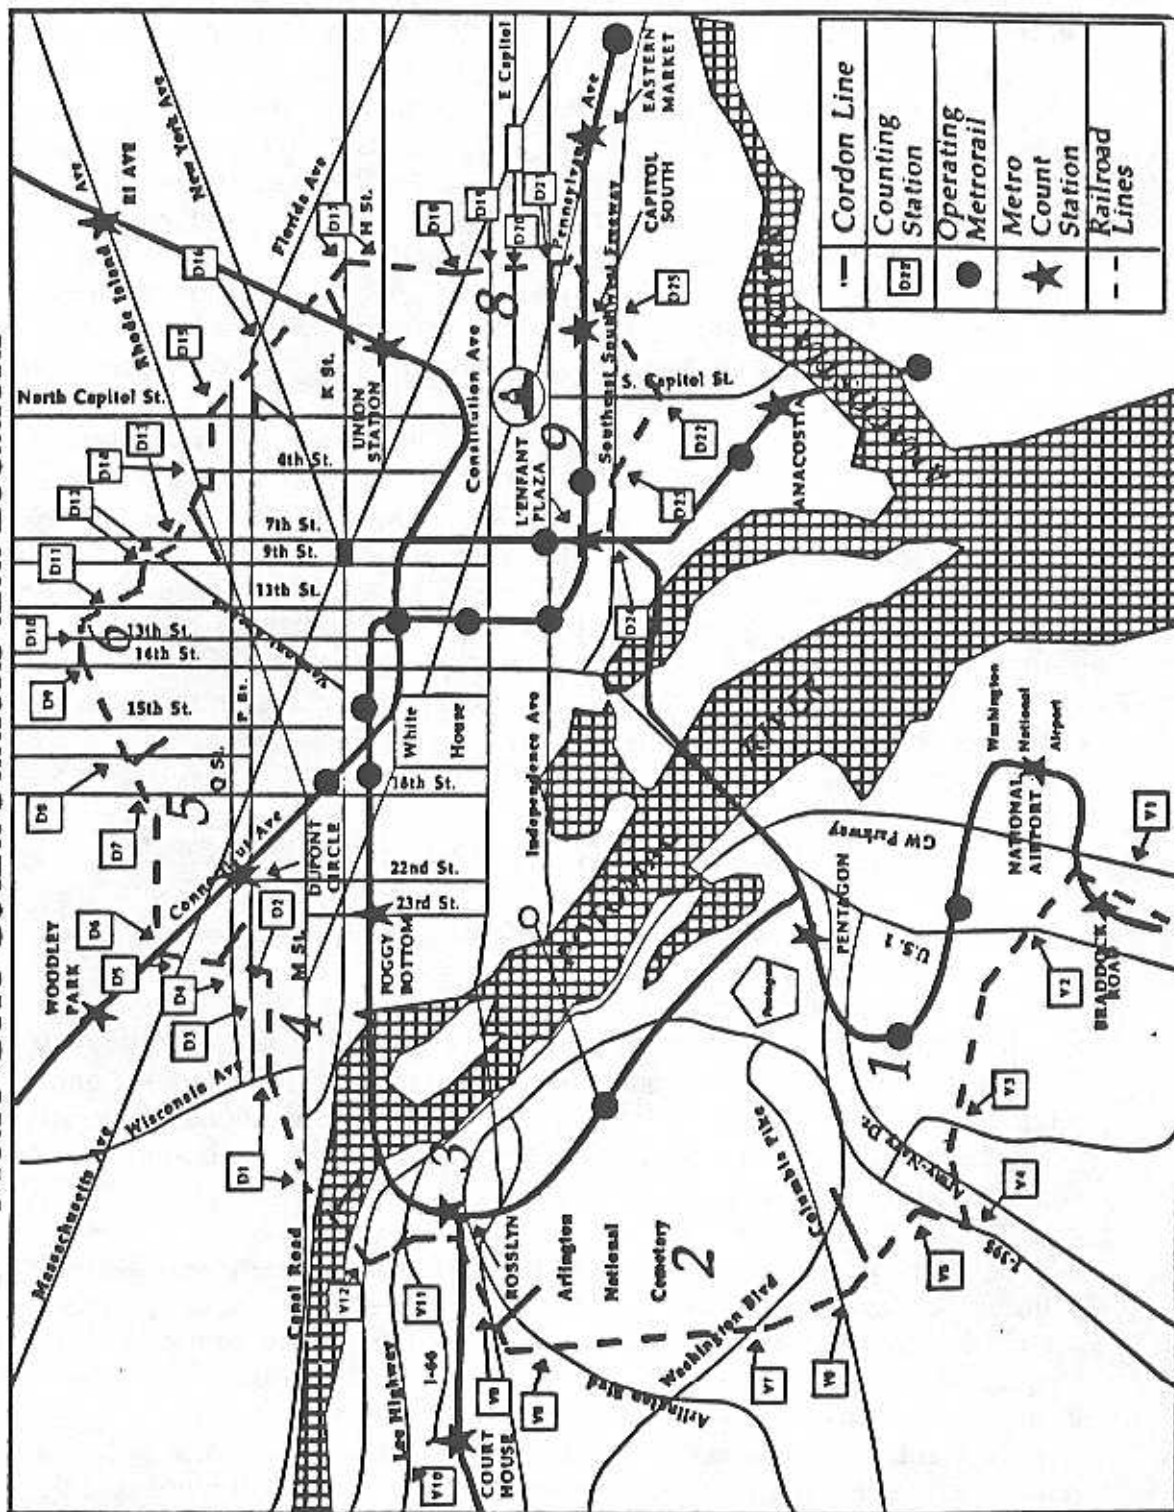 Massachusetts Ave
Wisconsin Ave
WOODLEY
PARK
Connecticut Ave
Canal Road
M St.
DUPONT
CIRCLE
Q St.
P St.
Rhode Island
Ave
RI AVE
New York Ave
Florida Ave
North Capitol St.
K St.
H St.
UNION
STATION
6th St.
7th St.
9th St.
13th St.
13th St.
14th St.
15th St.
16th St.
22nd St.
23rd St.
White
House
FOGGY
BOTTOM
Constitution Ave
E Capitol
Independence Ave
Pennsylvania Ave
EASTERN
MARKET
CAPITOL
SOUTH
Southeast Southwest Freeway
S. Capitol St.
L'ENFANT
PLAZA
ANACOSTIA
RIVER
POTOMAC
RIVER
Lee Highway
I-66
COURT
HOUSE
ROSSLYN
Arlington
National
Cemetery
Arlington Blvd
Washington Blvd
Columbia Pike
Army-Navy Dr.
I-395
Pentagon
PENTAGON
U.S. 1
GW Parkway
Washington
National
Airport
NATIONAL
AIRPORT
BRADDOCK
ROAD
D1
D2
D3
D4
D5
D6
D7
D8
D9
D10
D11
D12
D13
D14
D15
D16
D17
D18
D19
D20
D21
D22
D23
D24
D25
V1
V2
V3
V4
V5
V6
V7
V8
V9
V10
V11
V12
1
2
3
4
5
6
8
9
Cordon Line
D22
Counting
Station
Operating
Metrorail
Metro
Count
Station
Railroad
Lines